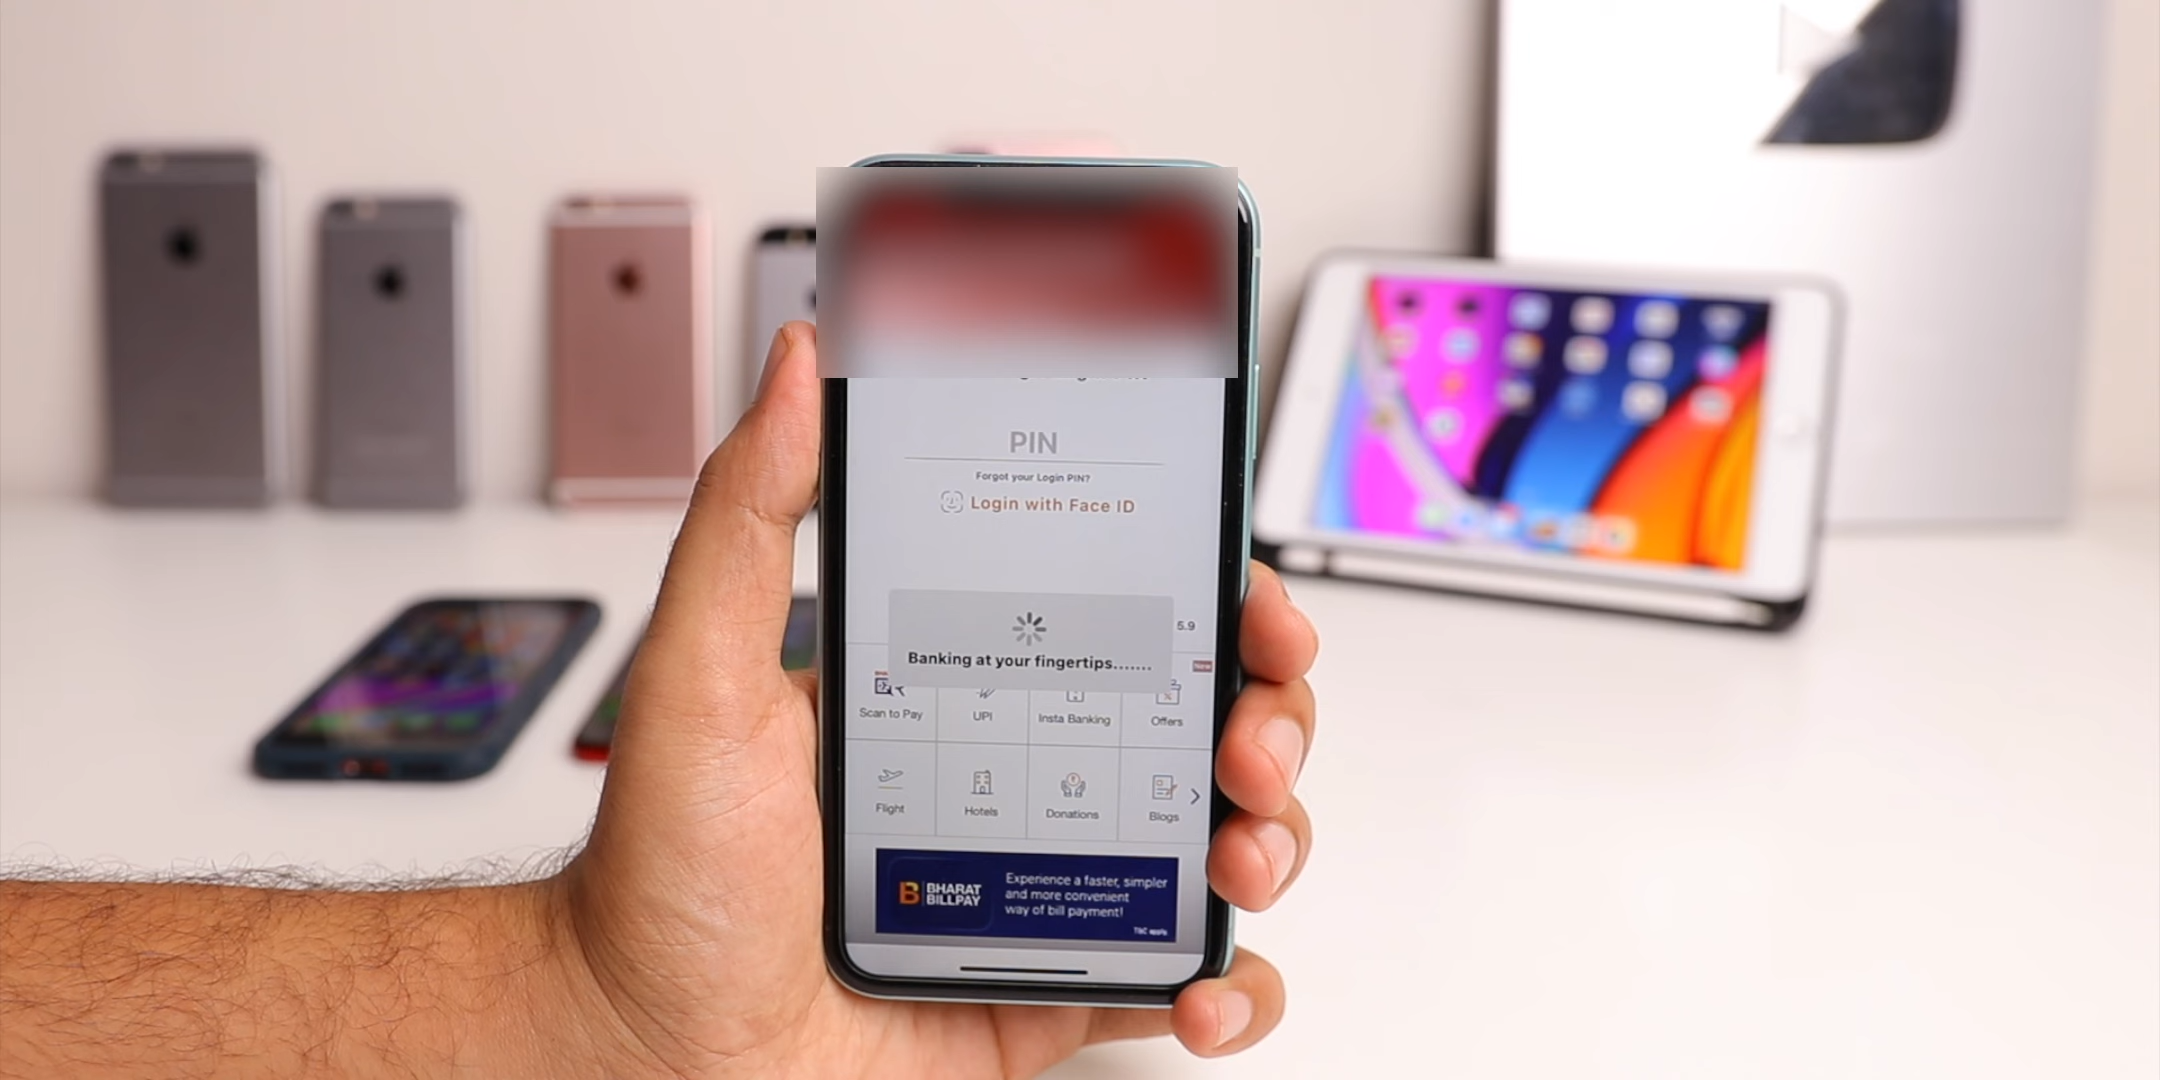 PIN
Forgot your Login PIN?
Login with Face ID
5.9
Banking at your fingertips.......
New
Scan to Pay
UPI
Insta Banking
Offers
Flight
Hotels
Donations
Blogs
BHARAT
BILLPAY
Experience a faster, simpler
and more convenient
way of bill payment!
T&C apply